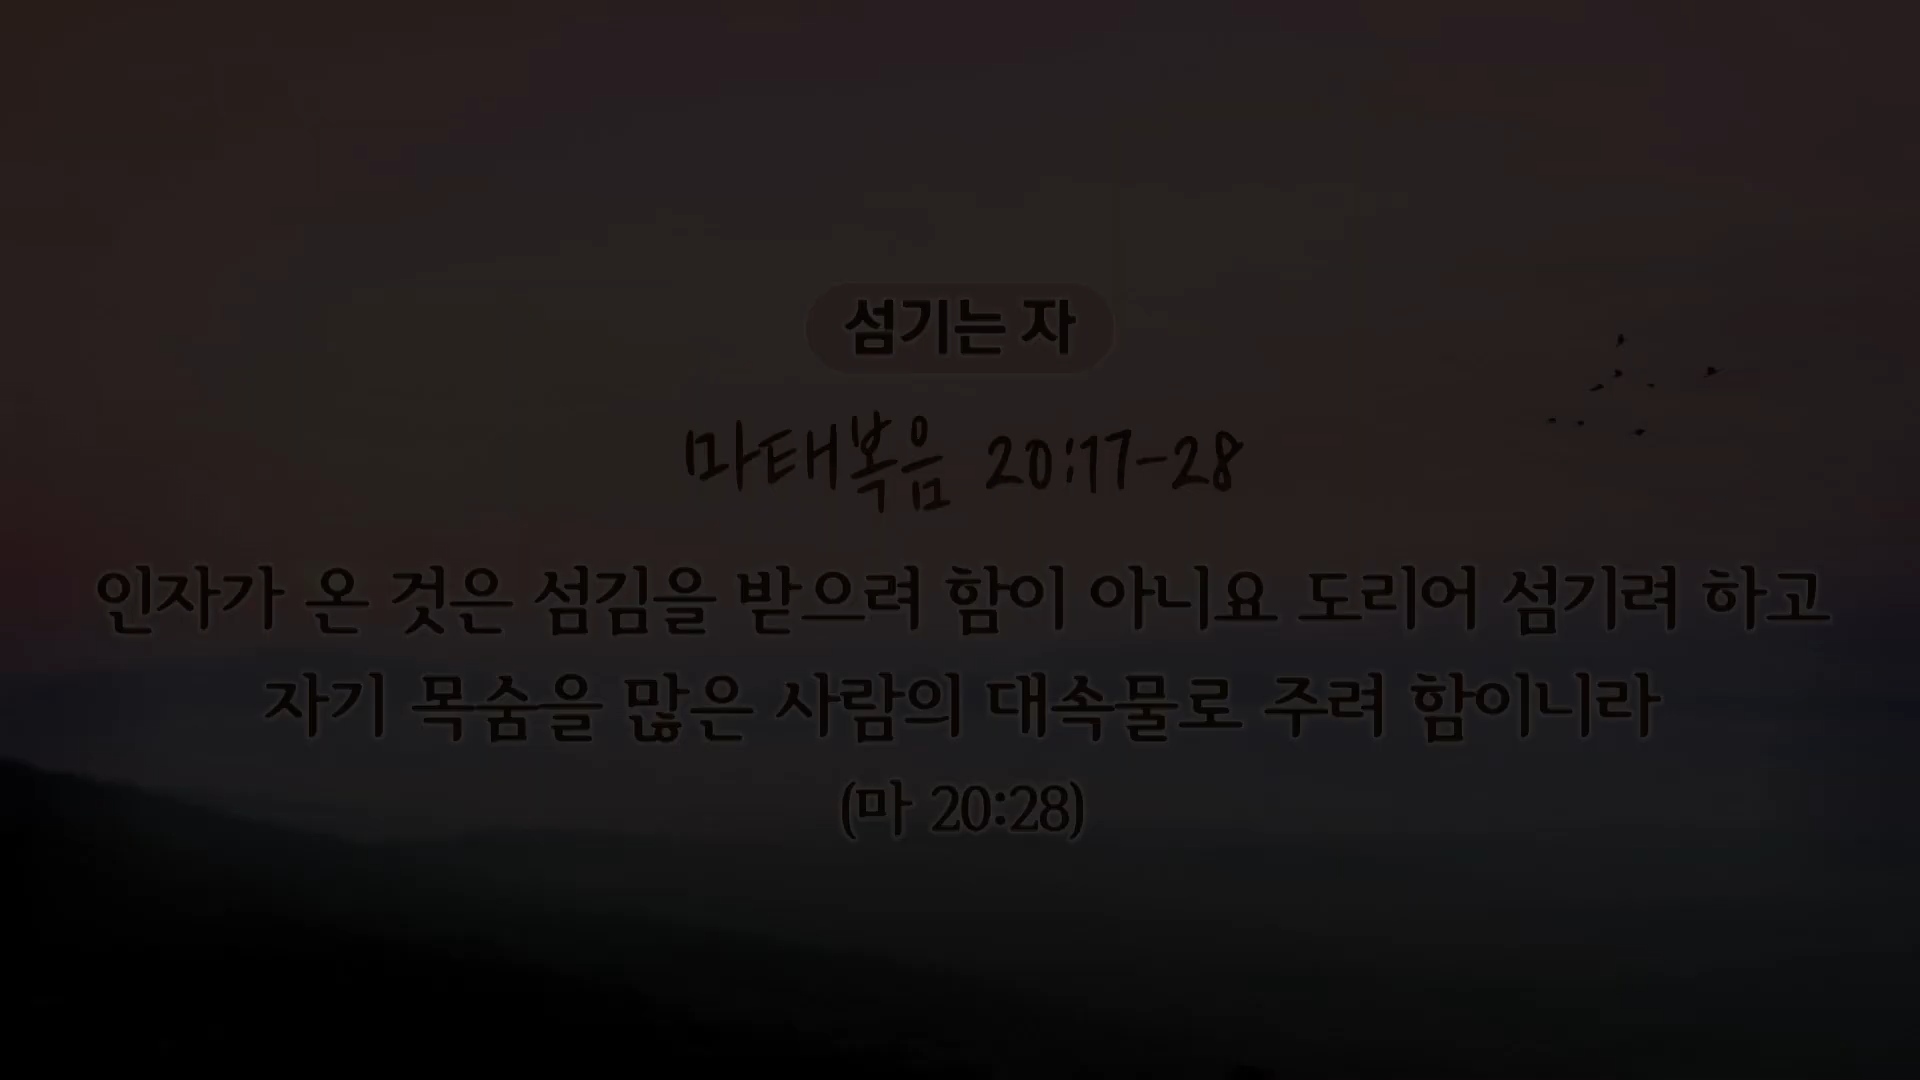 섬기는 자
마태복음 20:17-28
인자가 온 것은 섬김을 받으려 함이 아니요 도리어 섬기려 하고
자기 목숨을 많은 사람의 대속물로 주려 함이니라
(마 20:28)